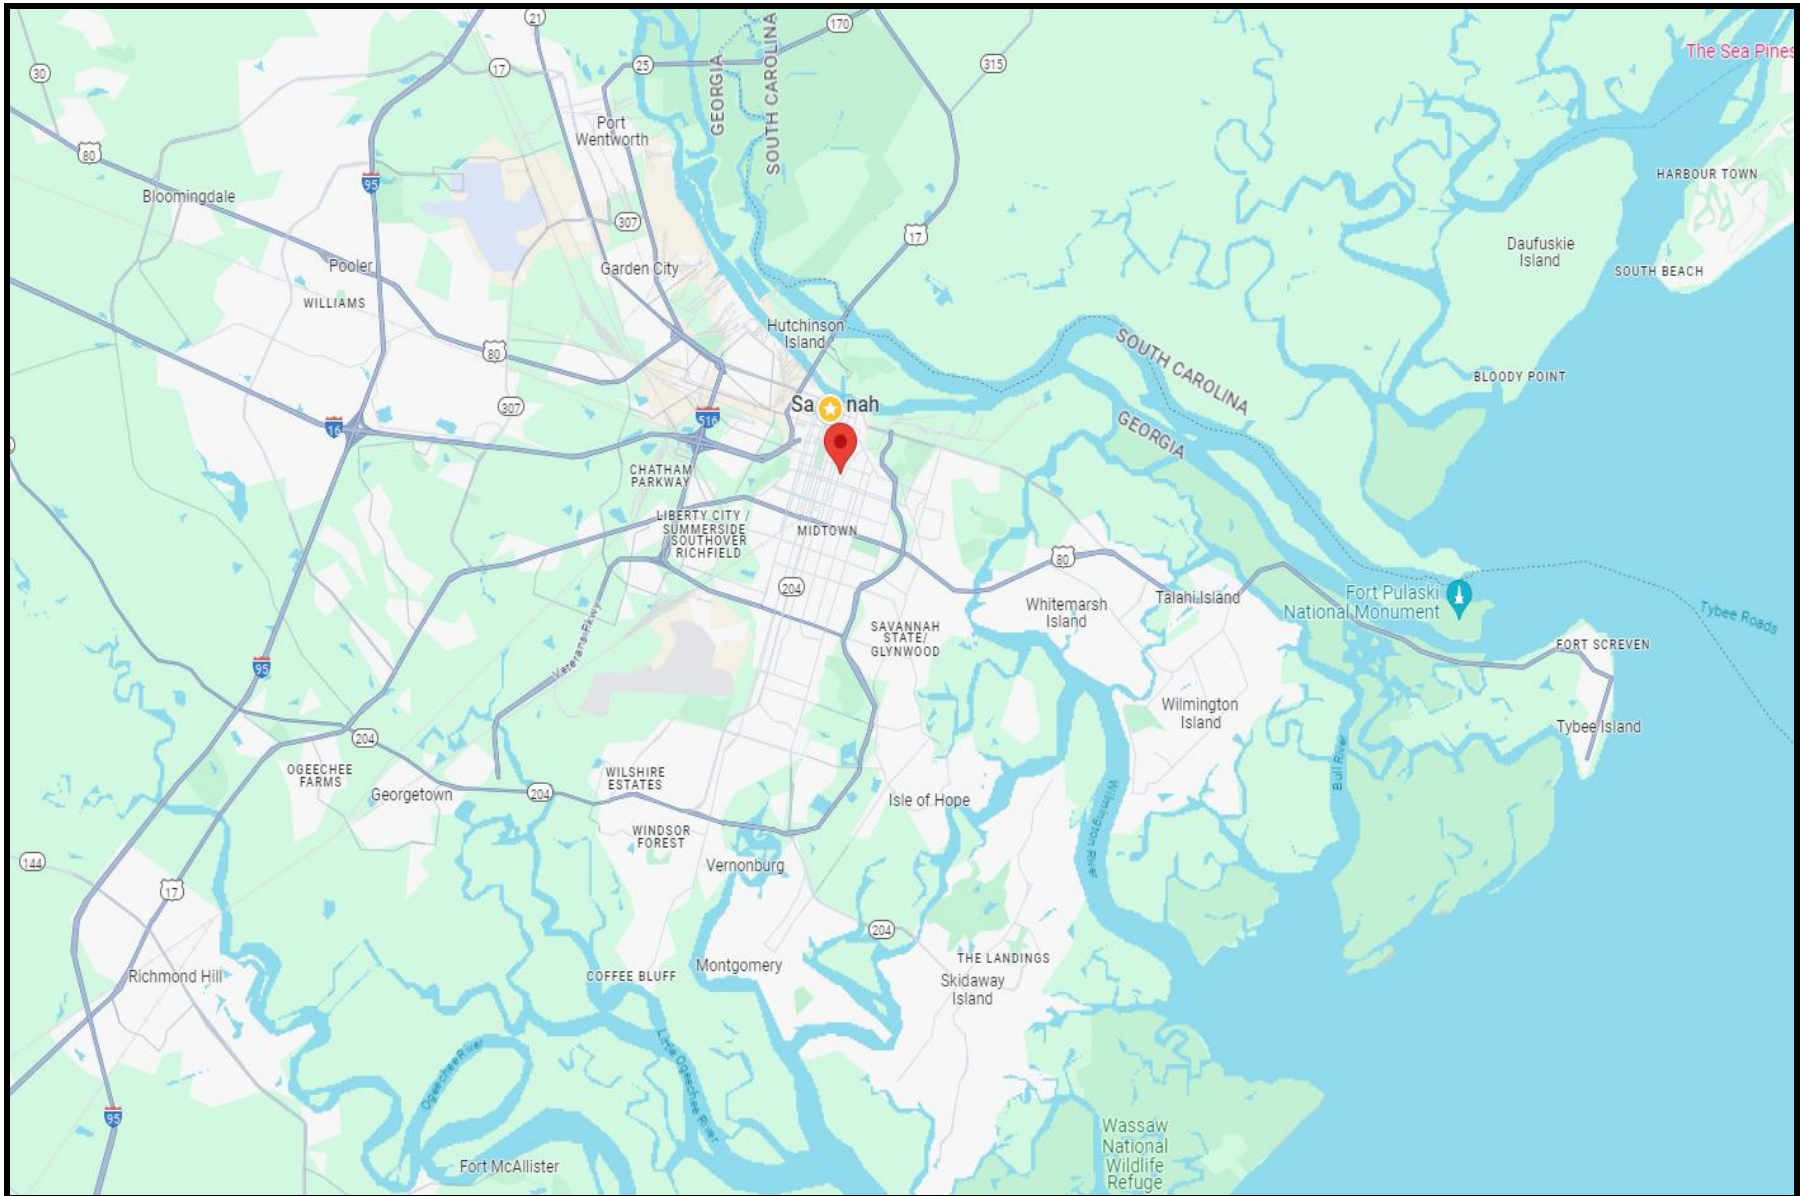 21
170
30
17
25
GEORGIA
SOUTH CAROLINA
315
The Sea Pines
Port
Wentworth
80
95
Bloomingdale
307
17
HARBOUR TOWN
Daufuskie
Island
SOUTH BEACH
Pooler
Garden City
WILLIAMS
Hutchinson
Island
80
SOUTH CAROLINA
BLOODY POINT
307
Sa nah
16
516
GEORGIA
CHATHAM
PARKWAY
LIBERTY CITY /
SUMMERSIDE
SOUTHOVER
RICHFIELD
MIDTOWN
80
204
Whitemarsh
Island
Talahi Island
Fort Pulaski
National Monument
Tybee Roads
Veterans Pkwy
SAVANNAH
STATE/
GLYNWOOD
FORT SCREVEN
95
Wilmington
Island
Tybee Island
204
Bull River
OGEECHEE
FARMS
Georgetown
204
WILSHIRE
ESTATES
Isle of Hope
Wilmington River
WINDSOR
FOREST
Vernonburg
144
17
204
Richmond Hill
COFFEE BLUFF
Montgomery
THE LANDINGS
Skidaway
Island
Ogeechee River
Little Ogeechee River
95
Fort McAllister
Wassaw
National
Wildlife
Refuge